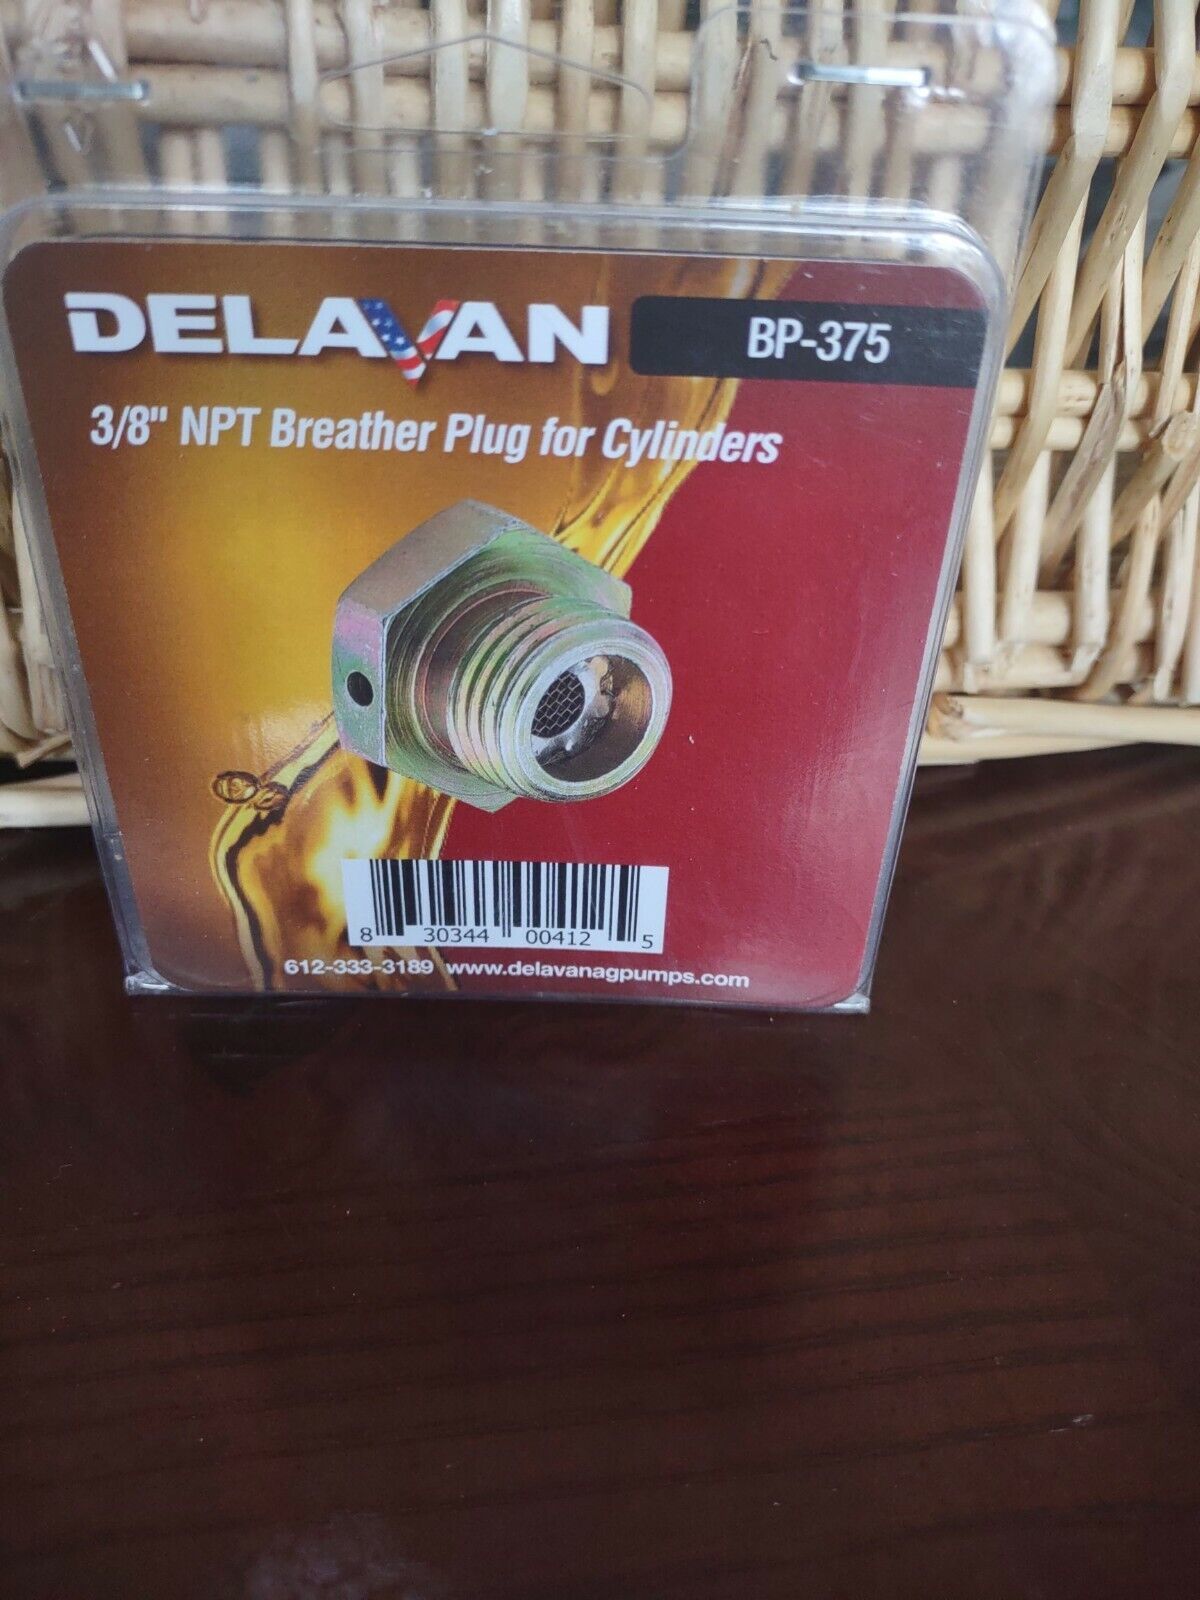 DELAVAN
BP-375
3/8" NPT Breather Plug for Cylinders
8 30344 00412 5
612-333-3189 www.delavanagpumps.com